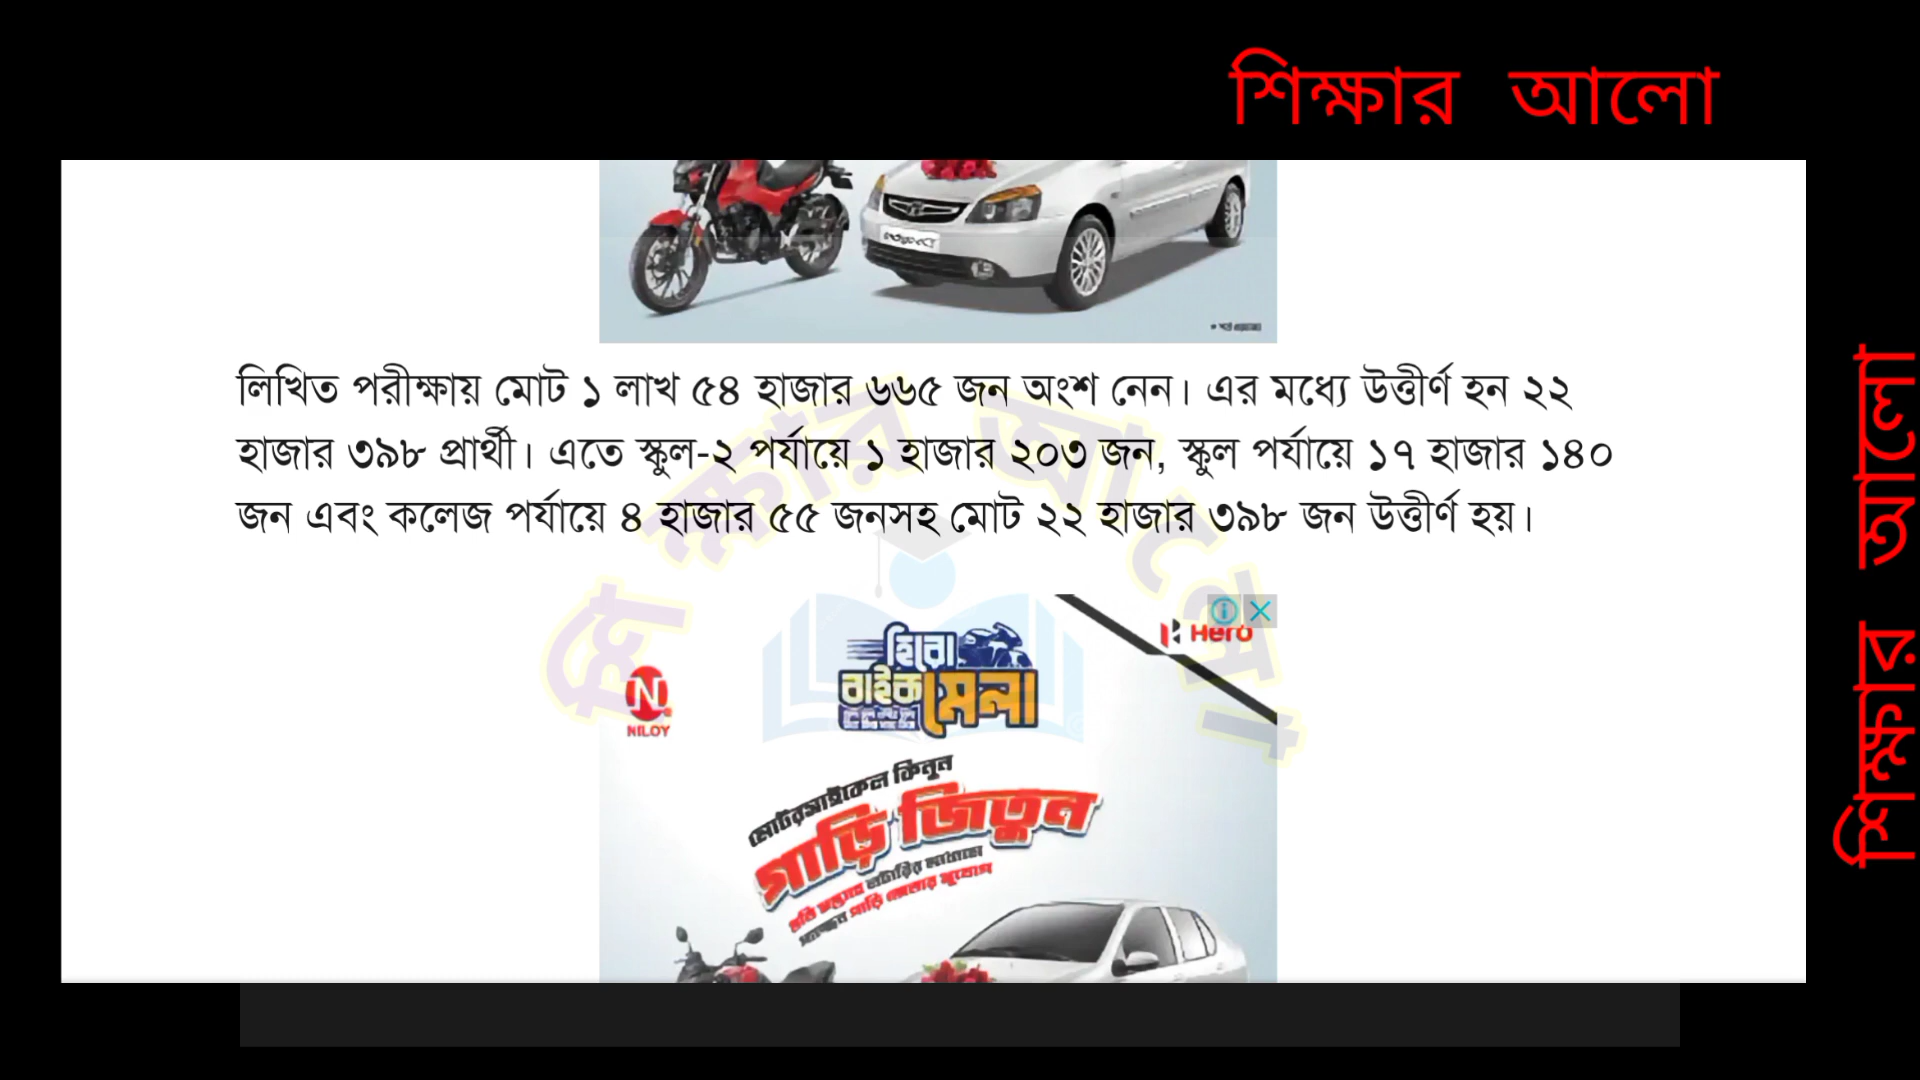 শিক্ষার আলো
লিখিত পরীক্ষায় মোট ১ লাখ ৫৪ হাজার ৬৬৫ জন অংশ নেন। এর মধ্যে উত্তীর্ণ হন ২২
হাজার ৩৯৮ প্রার্থী। এতে স্কুল-২ পর্যায়ে ১ হাজার ২০৩ জন, স্কুল পর্যায়ে ১৭ হাজার ১৪০
জন এবং কলেজ পর্যায়ে ৪ হাজার ৫৫ জনসহ মোট ২২ হাজার ৩৯৮ জন উত্তীর্ণ হয়।
শিক্ষার আলো
Hero
হিরো
বাইক মেলা
N
NILOY
মোটরসাইকেল কিনুন
গাড়ি জিতুন
শিক্ষার আলো